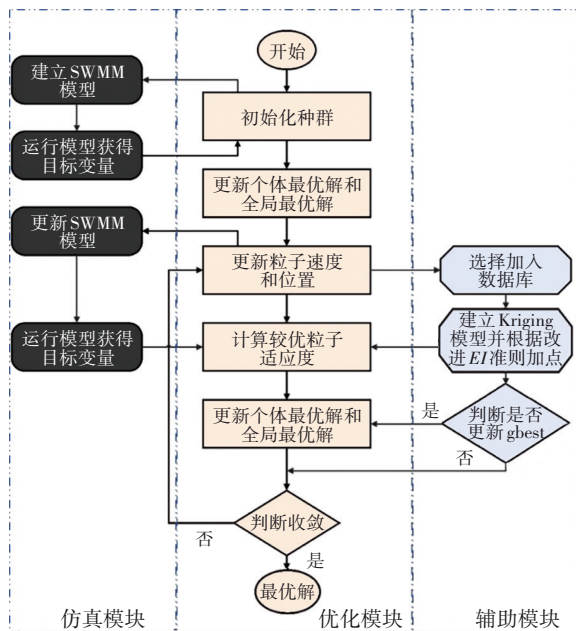 开始
建立SWMM
模型
初始化种群
运行模型获得
目标变量
更新个体最优解和
全局最优解
更新SWMM
模型
更新粒子速度
和位置
选择加入
数据库
运行模型获得
目标变量
计算较优粒子
适应度
建立Kriging
模型并根据改
进EI准则加点
更新个体最优解和
全局最优解
是
判断是否
更新gbest
否
判断收敛
否
是
最优解
仿真模块
优化模块
辅助模块